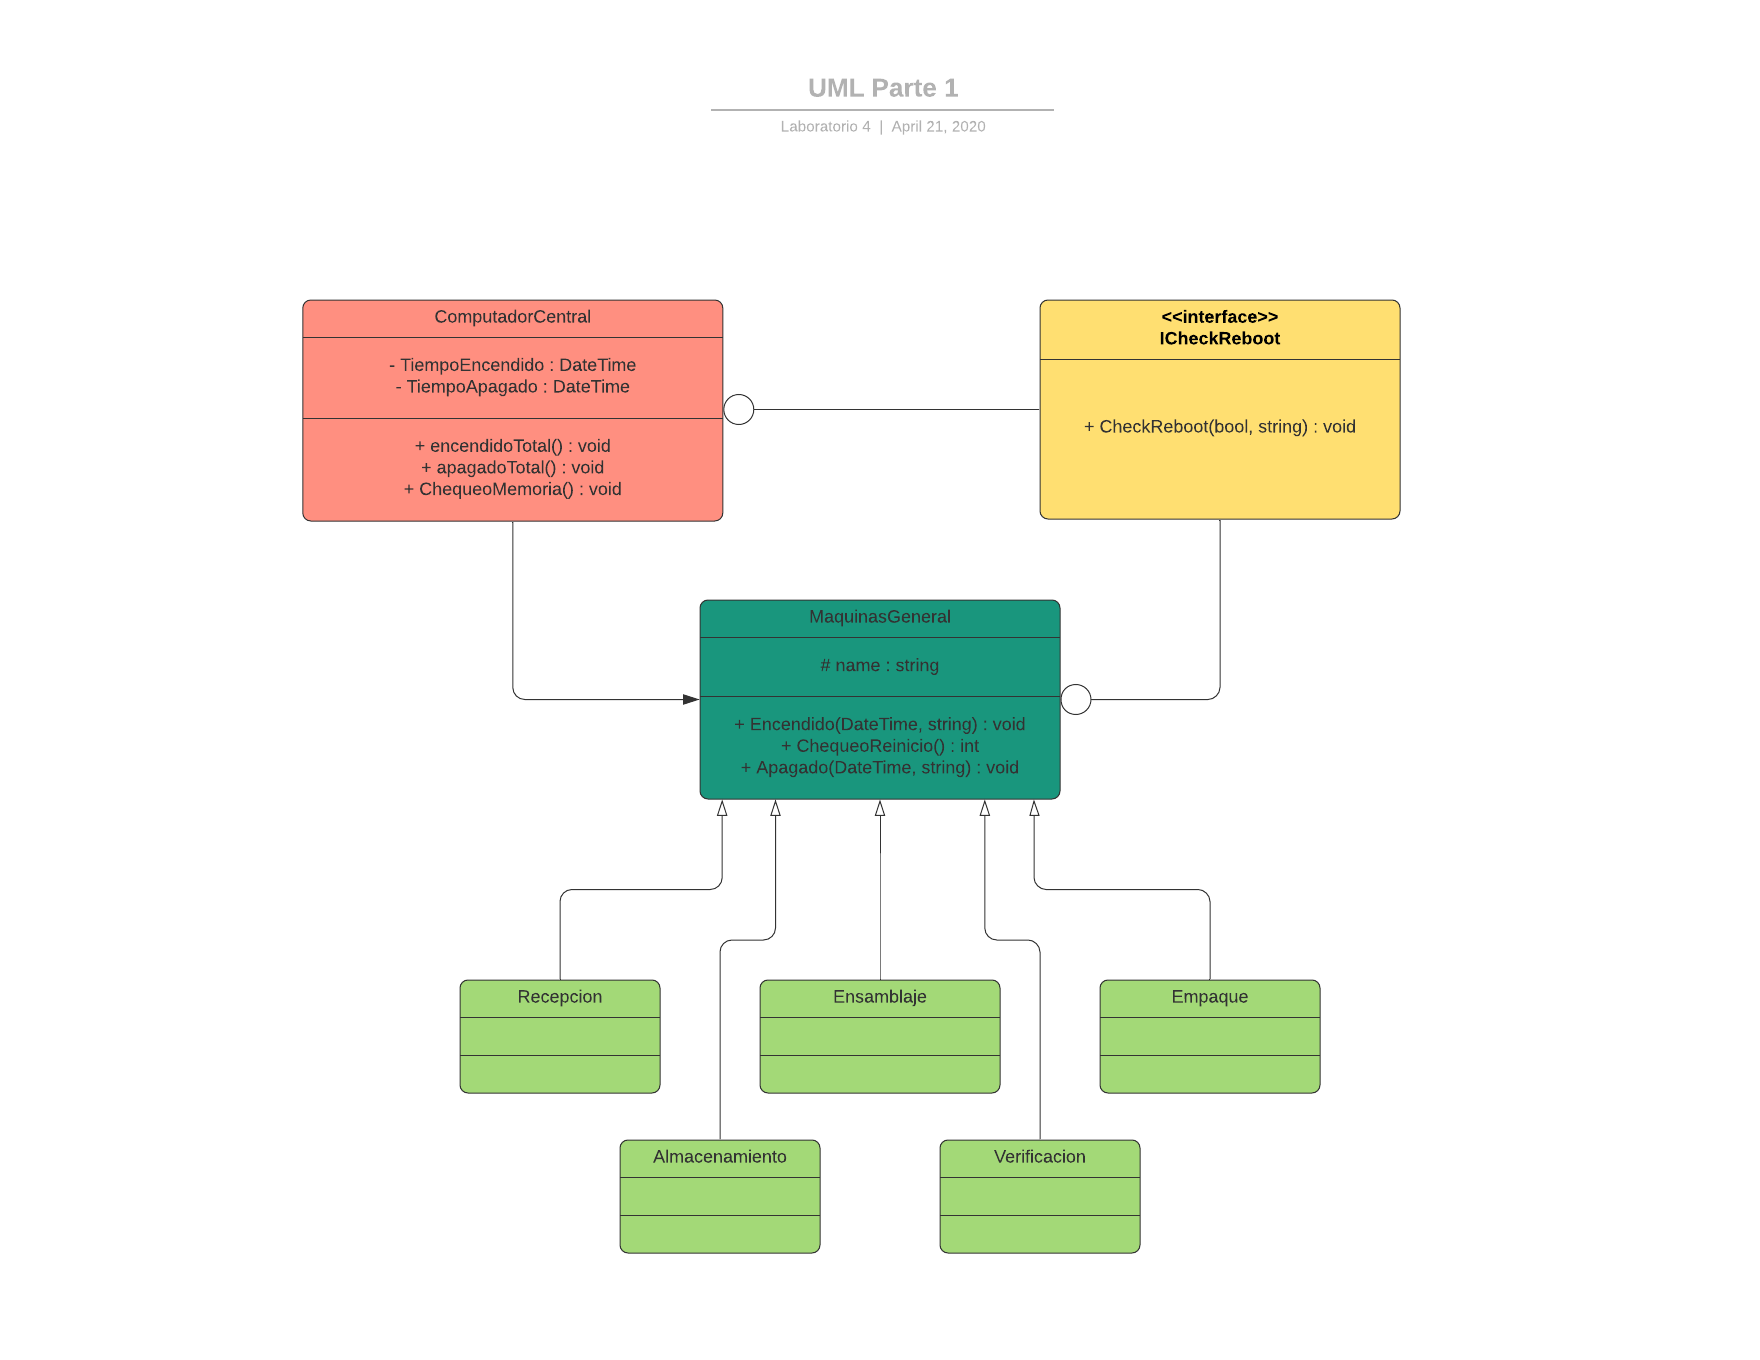 UML Parte 1
Laboratorio 4 | April 21, 2020
ComputadorCentral
- TiempoEncendido : DateTime
- TiempoApagado : DateTime
+ encendidoTotal() : void
+ apagadoTotal() : void
+ ChequeoMemoria() : void
<<interface>>
ICheckReboot
+ CheckReboot(bool, string) : void
MaquinasGeneral
# name : string
+ Encendido(DateTime, string) : void
+ ChequeoReinicio() : int
+ Apagado(DateTime, string) : void
Recepcion
Ensamblaje
Empaque
Almacenamiento
Verificacion